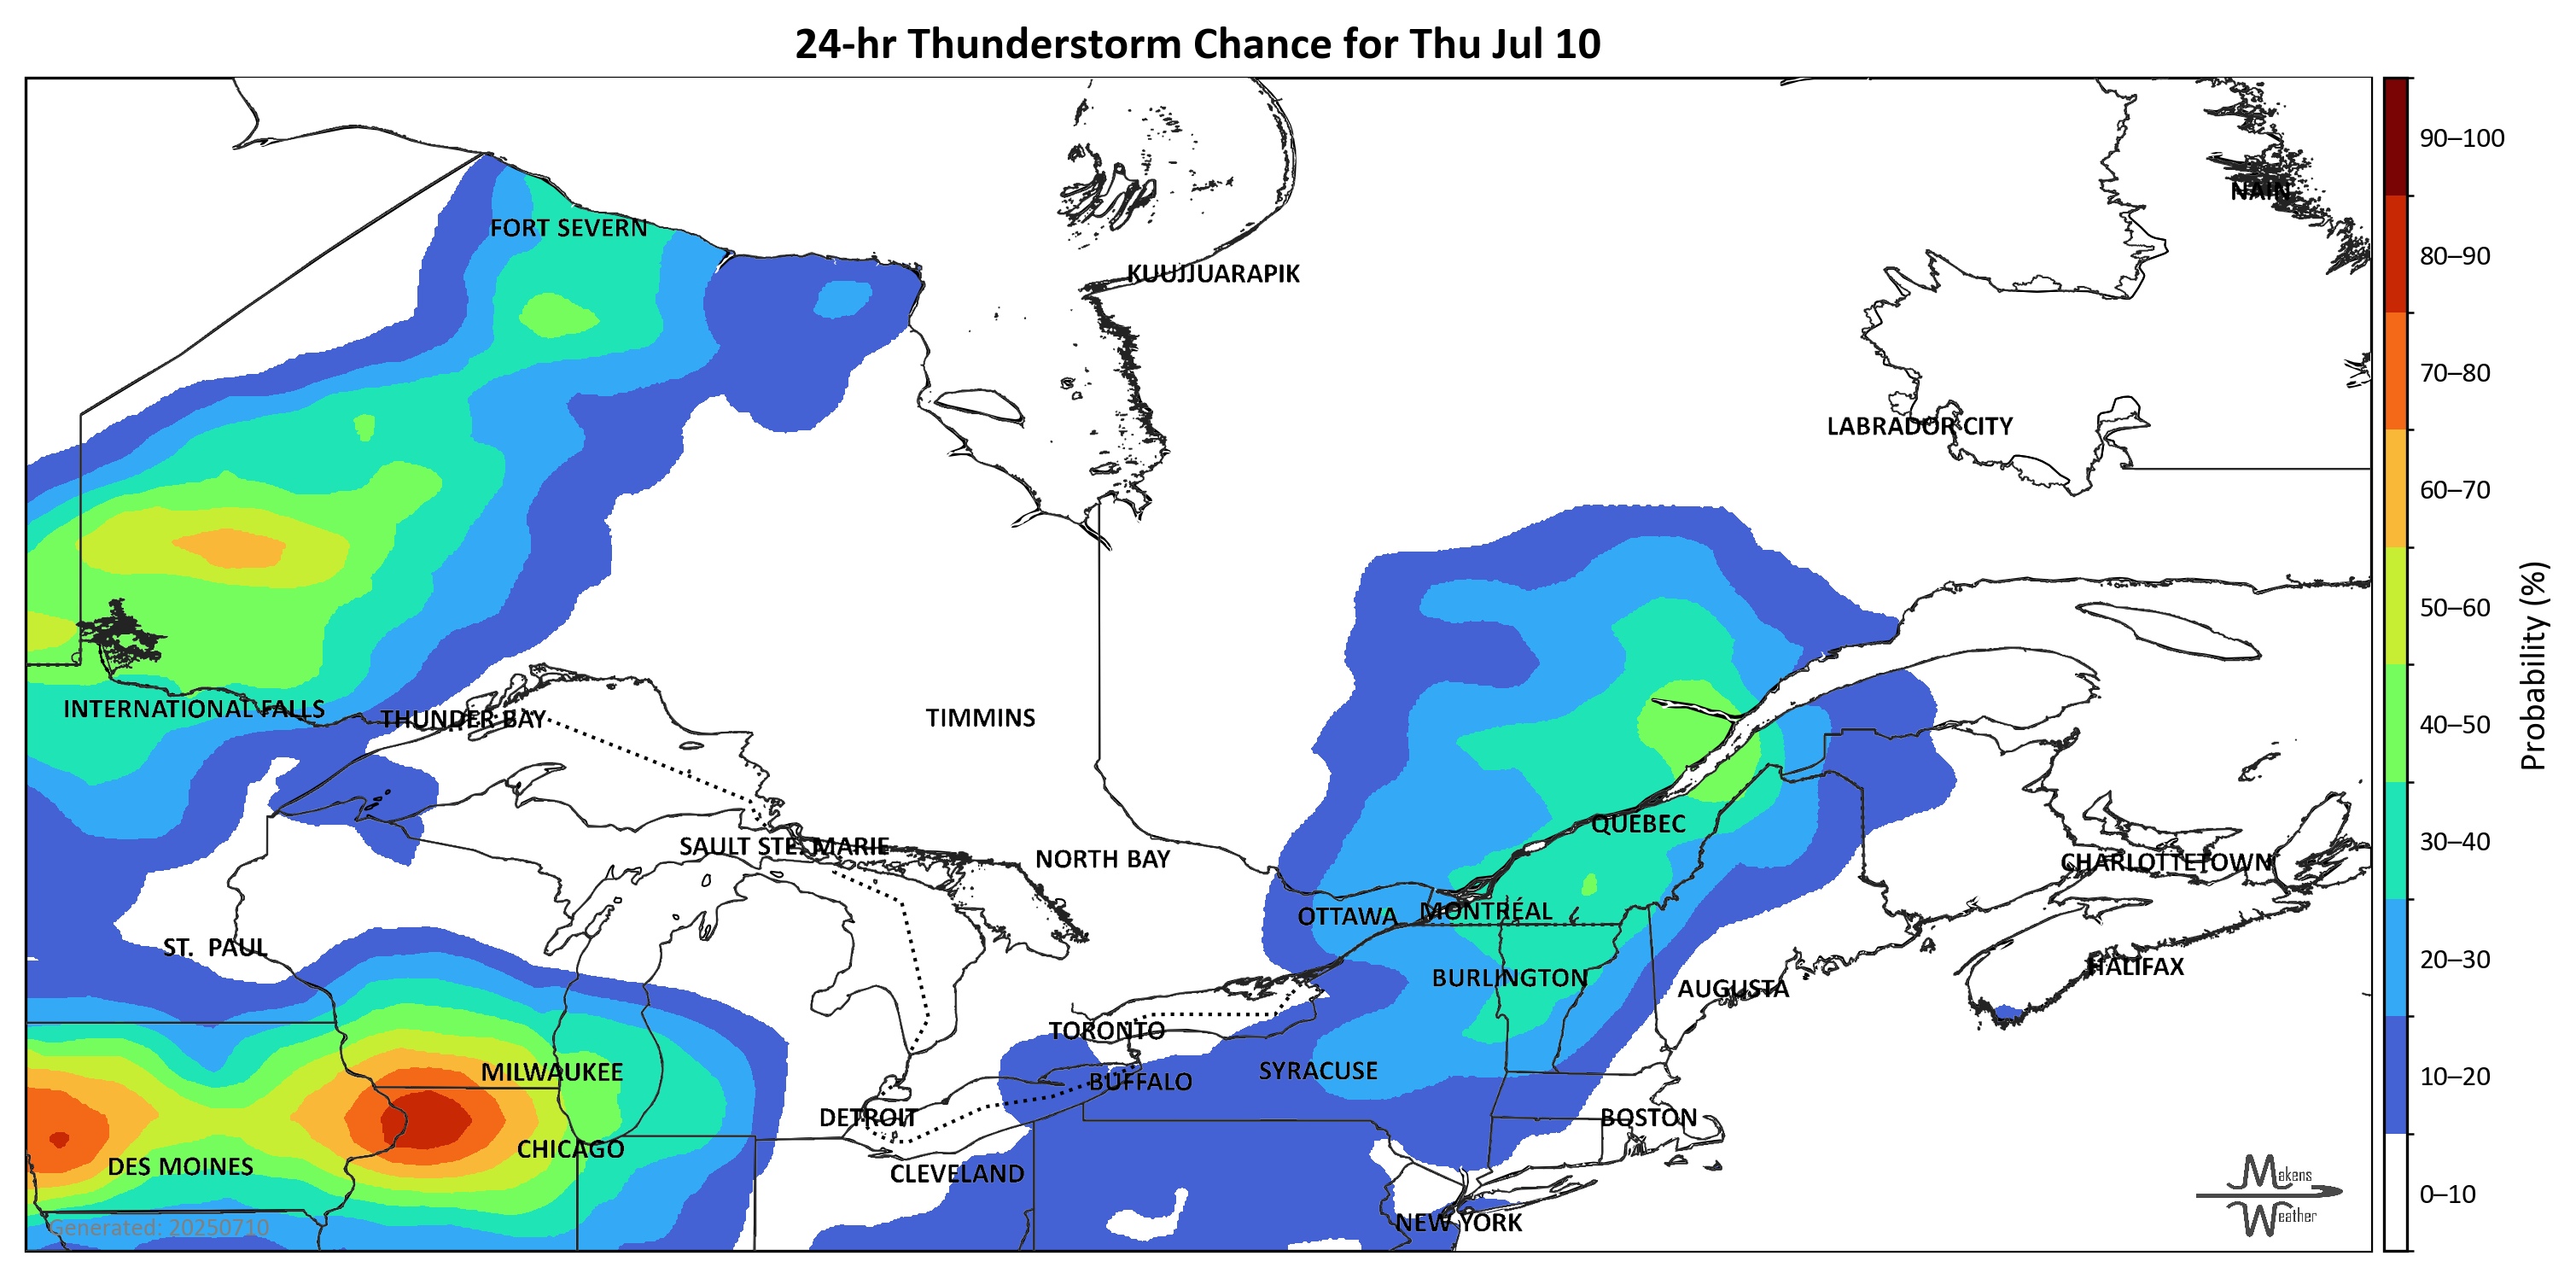 24-hr Thunderstorm Chance for Thu Jul 10
90–100
NAIN
FORT SEVERN
80–90
KUUJJUARAPIK
70–80
LABRADOR CITY
60–70
50–60
Probability (%)
INTERNATIONAL FALLS
THUNDER BAY
TIMMINS
40–50
QUEBEC
30–40
SAULT STE. MARIE
NORTH BAY
CHARLOTTETOWN
OTTAWA
MONTRÉAL
ST. PAUL
20–30
HALIFAX
BURLINGTON
AUGUSTA
TORONTO
MILWAUKEE
SYRACUSE
10–20
BUFFALO
DETROIT
BOSTON
CHICAGO
DES MOINES
CLEVELAND
Makens
Weather
0–10
NEW YORK
Generated: 20250710